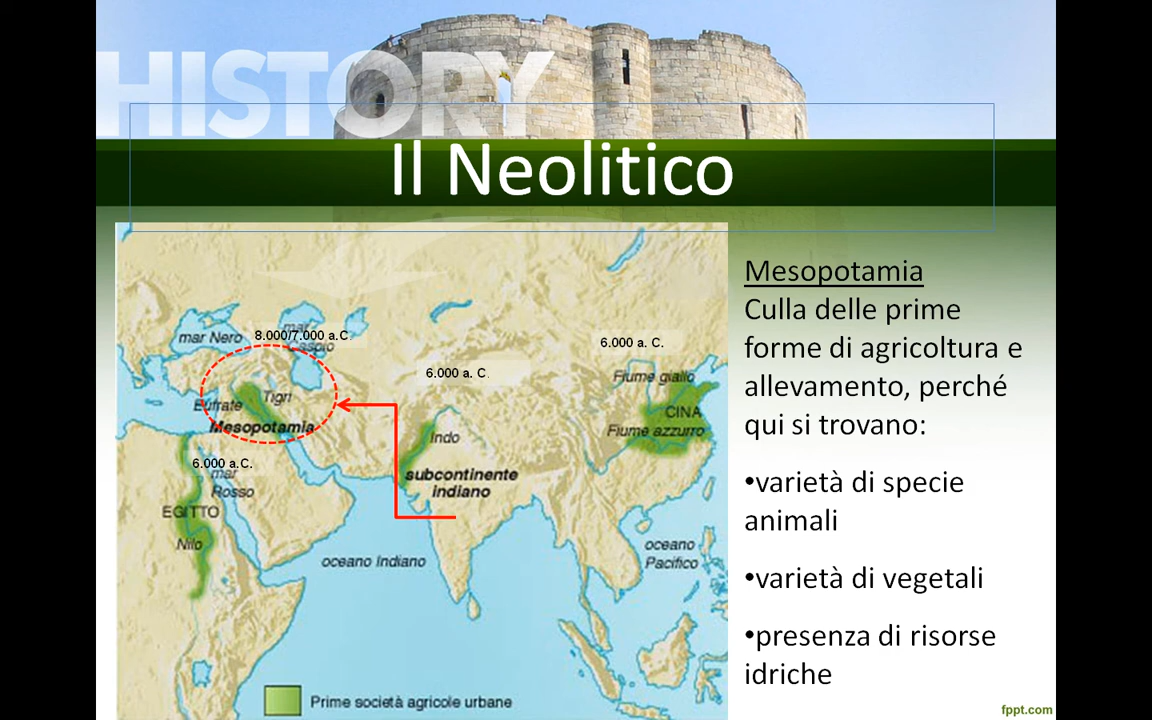 HISTORY
Il Neolitico
Mesopotamia
Culla delle prime
forme di agricoltura e
allevamento, perché
qui si trovano:
•varietà di specie
animali
•varietà di vegetali
•presenza di risorse
idriche
mar Nero
8.000/7.000 a.C.
mar
Caspio
6.000 a. C.
6.000 a. C.
Fiume giallo
Eufrate
Tigri
CINA
Mesopotamia
Fiume azzurro
Indo
6.000 a.C.
mar
Rosso
subcontinente
indiano
EGITTO
Nilo
oceano Indiano
oceano
Pacifico
Prime società agricole urbane
fppt.com